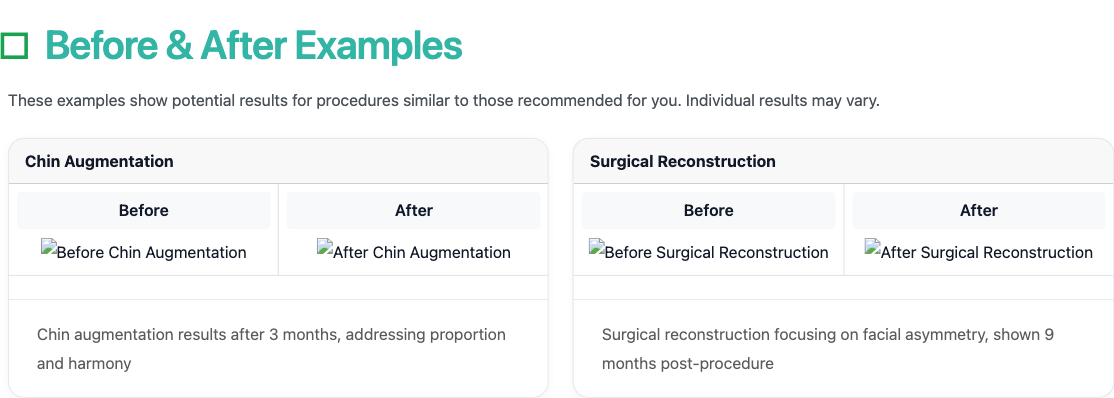 Before & After Examples
These examples show potential results for procedures similar to those recommended for you. Individual results may vary.
Chin Augmentation
Before
After
Before Chin Augmentation
After Chin Augmentation
Chin augmentation results after 3 months, addressing proportion
and harmony
Surgical Reconstruction
Before
After
Before Surgical Reconstruction
After Surgical Reconstruction
Surgical reconstruction focusing on facial asymmetry, shown 9
months post-procedure